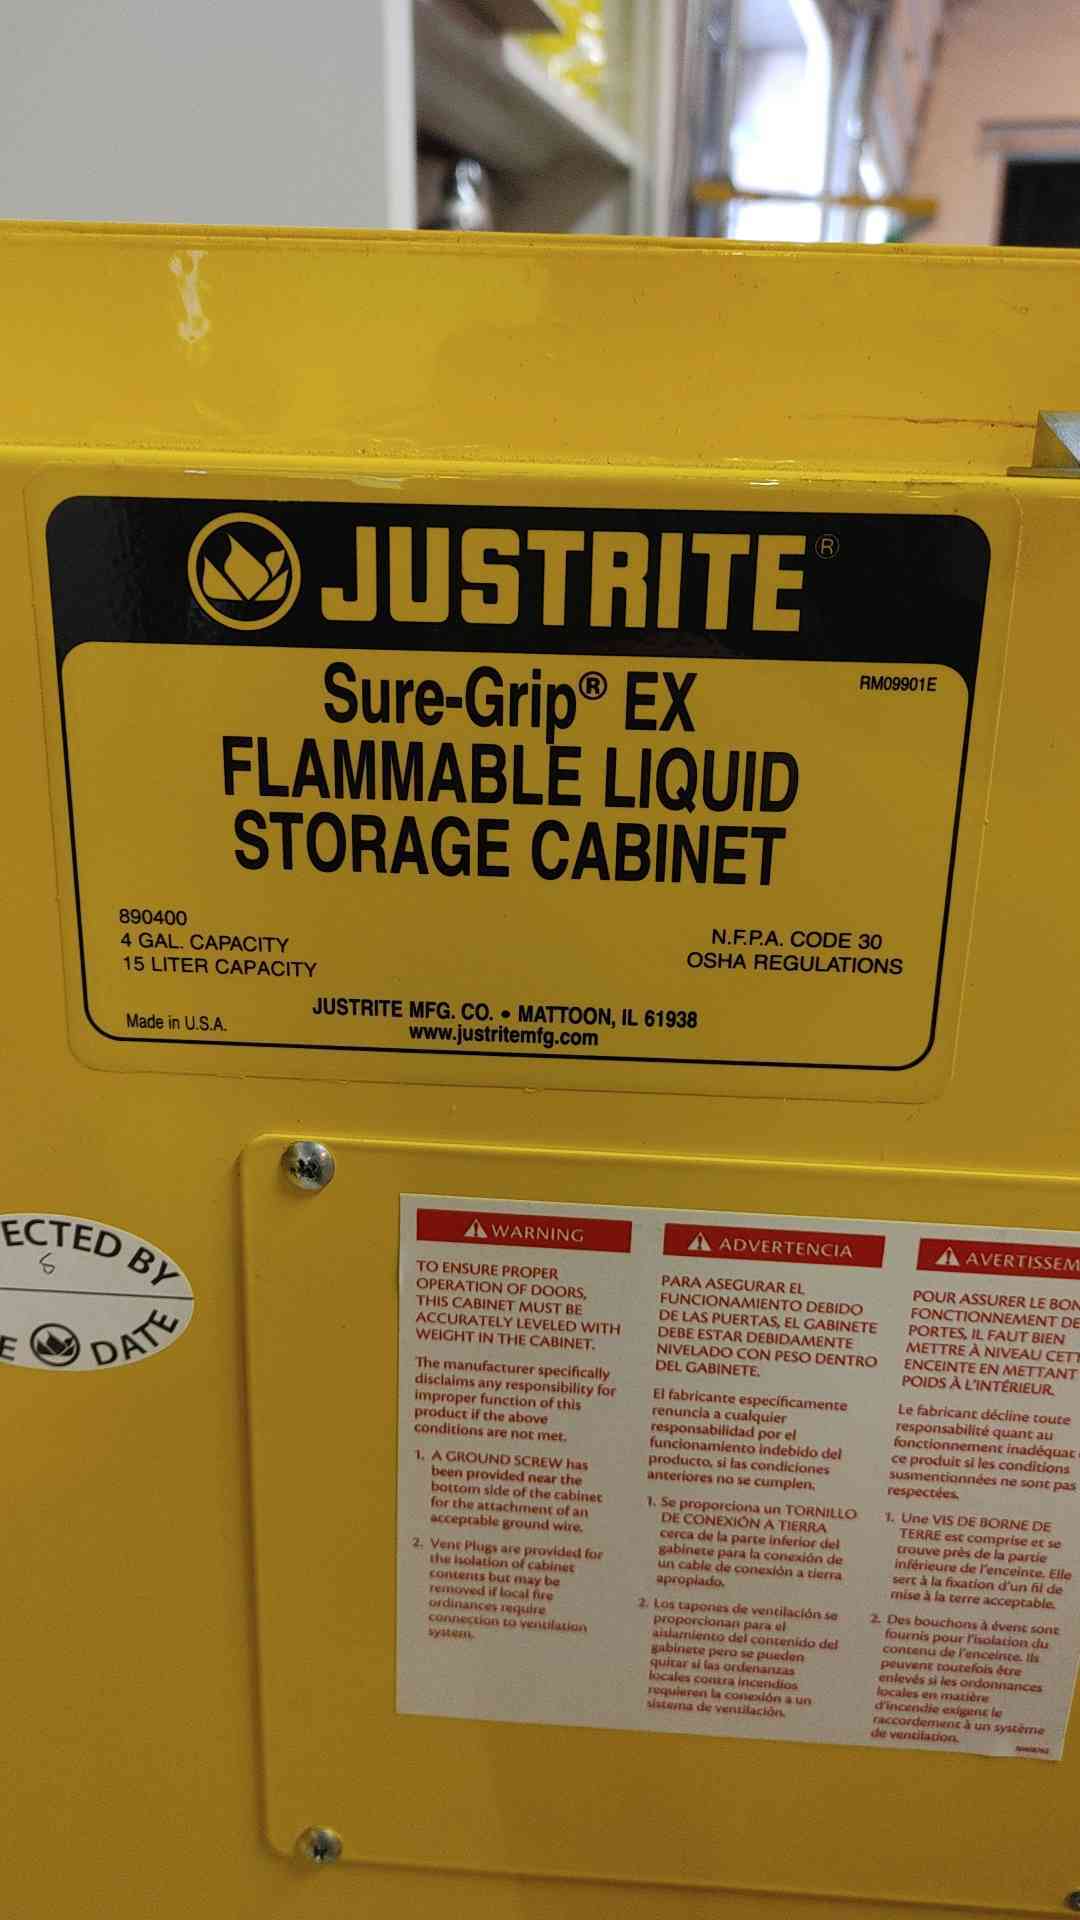 JUSTRITE®
Sure-Grip® EX
RM09901E
FLAMMABLE LIQUID
STORAGE CABINET
890400
4 GAL. CAPACITY
15 LITER CAPACITY
N.F.P.A. CODE 30
OSHA REGULATIONS
Made in U.S.A.
JUSTRITE MFG. CO. • MATTOON, IL 61938
www.justritemfg.com
ECTED BY
8
E DATE
⚠ WARNING
TO ENSURE PROPER
OPERATION OF DOORS,
THIS CABINET MUST BE
ACCURATELY LEVELED WITH
WEIGHT IN THE CABINET.
The manufacturer specifically
disclaims any responsibility for
improper function of this
product if the above
conditions are not met.
1. A GROUND SCREW has
been provided near the
bottom side of the cabinet
for the attachment of an
acceptable ground wire.
2. Vent Plugs are provided for
the isolation of cabinet
contents but may be
removed if local fire
ordinances require
connection to ventilation
system.
⚠ ADVERTENCIA
PARA ASEGURAR EL
FUNCIONAMIENTO DEBIDO
DE LAS PUERTAS, EL GABINETE
DEBE ESTAR DEBIDAMENTE
NIVELADO CON PESO DENTRO
DEL GABINETE.
El fabricante específicamente
renuncia a cualquier
responsabilidad por el
funcionamiento indebido del
producto, si las condiciones
anteriores no se cumplen.
1. Se proporciona un TORNILLO
DE CONEXIÓN A TIERRA
cerca de la parte inferior del
gabinete para la conexión de
un cable de conexión a tierra
apropiado.
2. Los tapones de ventilación se
proporcionan para el
aislamiento del contenido del
gabinete pero se pueden
quitar si las ordenanzas
locales contra incendios
requieren la conexión a un
sistema de ventilación.
⚠ AVERTISSEM
POUR ASSURER LE BON
FONCTIONNEMENT DE
PORTES, IL FAUT BIEN
METTRE À NIVEAU CETT
ENCEINTE EN METTANT
POIDS À L'INTÉRIEUR.
Le fabricant décline toute
responsabilité quant au
fonctionnement inadéquat
ce produit si les conditions
susmentionnées ne sont pas
respectées.
1. Une VIS DE BORNE DE
TERRE est comprise et se
trouve près de la partie
inférieure de l'enceinte. Elle
sert à la fixation d'un fil de
mise à la terre acceptable.
2. Des bouchons à évent sont
fournis pour l'isolation du
contenu de l'enceinte. Ils
peuvent toutefois être
enlevés si les ordonnances
locales en matière
d'incendie exigent le
raccordement à un système
de ventilation.